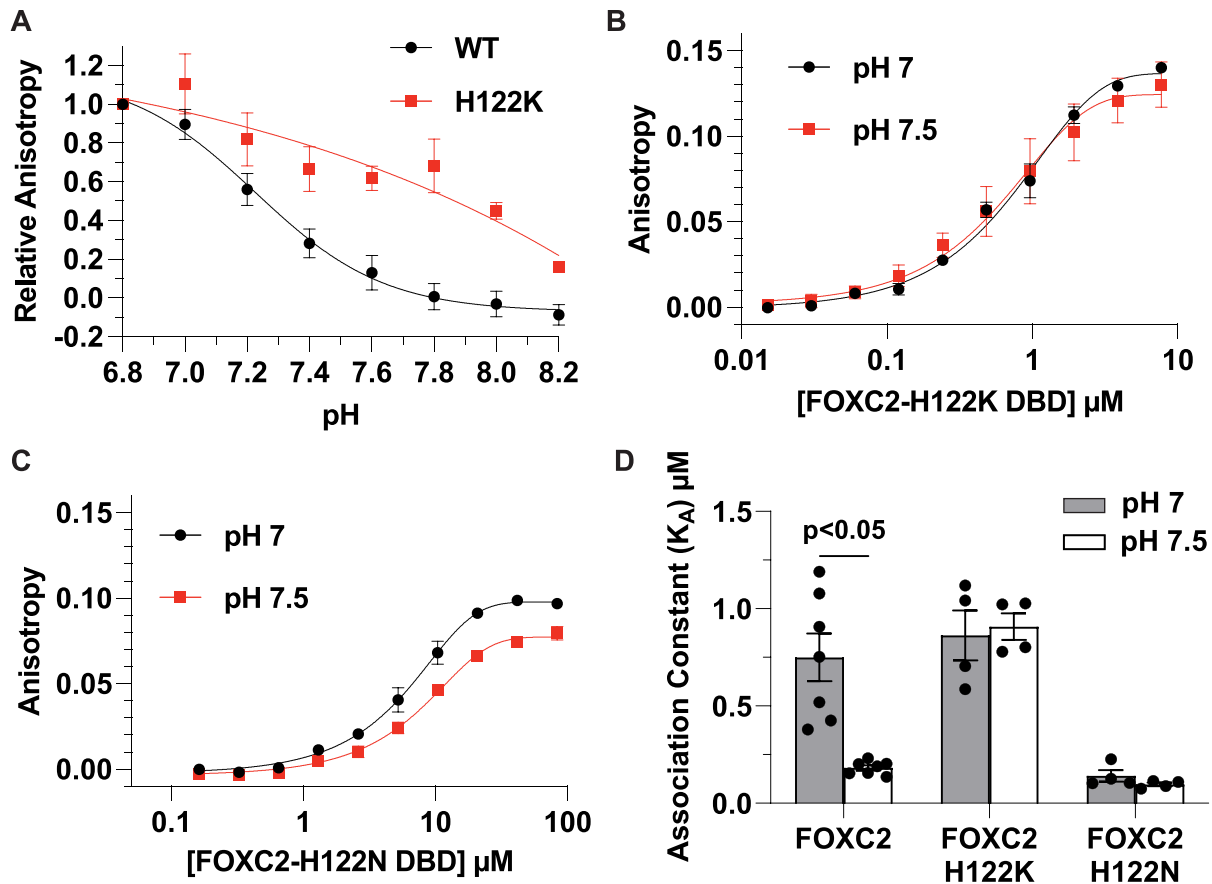 A
WT
H122K
Relative Anisotropy
1.2
1.0
0.8
0.6
0.4
0.2
0.0
-0.2
6.8 7.0 7.2 7.4 7.6 7.8 8.0 8.2
pH
B
pH 7
pH 7.5
Anisotropy
0.15
0.10
0.05
0.00
0.01 0.1 1 10
[FOXC2-H122K DBD] µM
C
pH 7
pH 7.5
Anisotropy
0.15
0.10
0.05
0.00
0.1 1 10 100
[FOXC2-H122N DBD] µM
D
pH 7
pH 7.5
p<0.05
Association Constant (KA) µM
1.5
1.0
0.5
0.0
FOXC2 FOXC2 FOXC2
H122K H122N